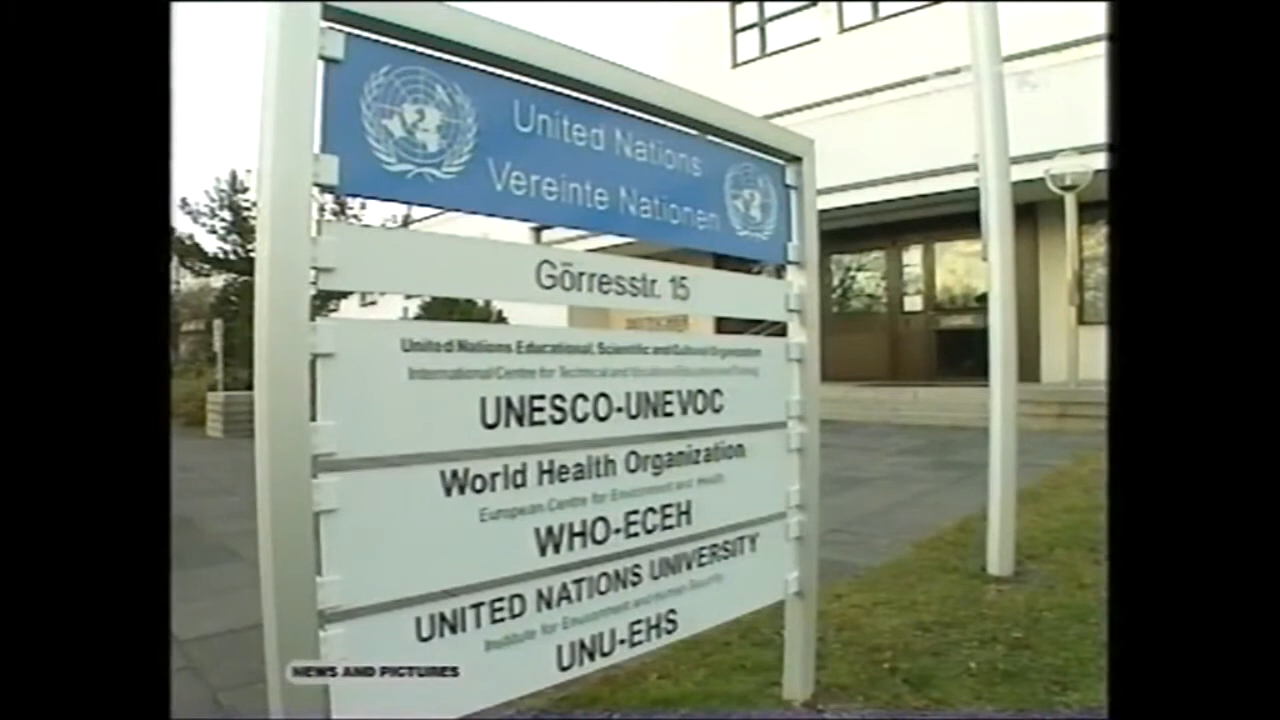 United Nations
Vereinte Nationen
Görresstr. 15
United Nations Educational, Scientific and Cultural Organization
International Centre for Technical and Vocational Education and Training
UNESCO-UNEVOC
World Health Organization
European Centre for Environment and Health
WHO-ECEH
UNITED NATIONS UNIVERSITY
Institute for Environment and Human Security
UNU-EHS
NEWS AND PICTURES